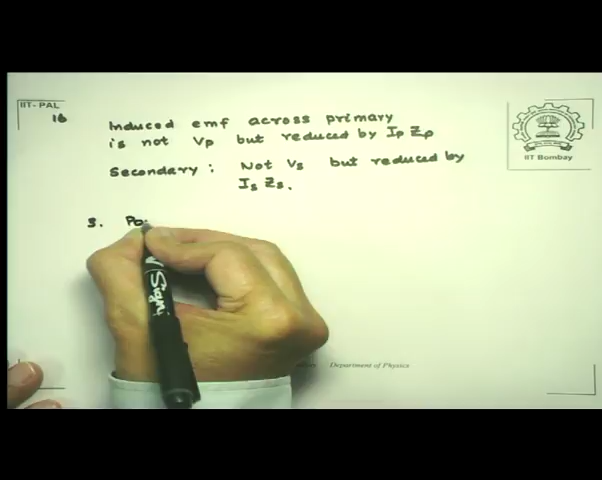 IIT-PAL
16
Induced emf across primary
is not Vp but reduced by Ip Zp
Secondary : Not Vs but reduced by
Is Zs.
IIT Bombay
3. Po
Department of Physics